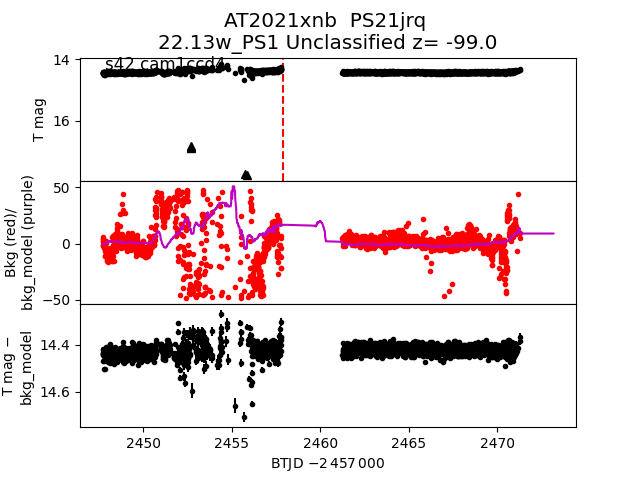 AT2021xnb  PS21jrq
22.13w_PS1 Unclassified z= -99.0
s42 cam1ccd4
14
16
T mag
50
0
−50
Bkg (red)/
bkg_model (purple)
14.4
14.6
T mag −
bkg_model
2450
2455
2460
2465
2470
BTJD −2 457 000